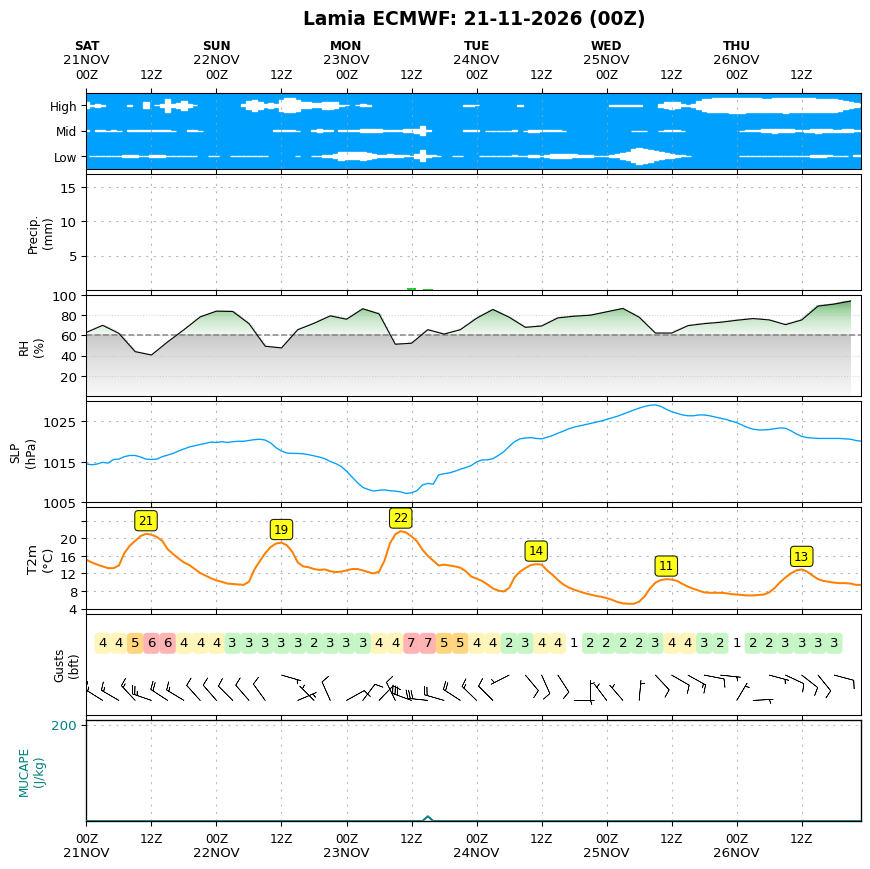 Lamia ECMWF: 21-11-2026 (00Z)
SAT SUN MON TUE WED THU
21NOV 22NOV 23NOV 24NOV 25NOV 26NOV
00Z 12Z 00Z 12Z 00Z 12Z 00Z 12Z 00Z 12Z 00Z 12Z
High
Mid
Low
Precip.
(mm)
15
10
5
RH
(%)
100
80
60
40
20
SLP
(hPa)
1025
1015
1005
T2m
(°C)
20
16
12
8
4
21 19 22 14 11 13
Gusts
(bft)
4 4 5 6 6 4 4 4 3 3 3 3 3 2 3 3 3 4 4 7 7 5 5 4 4 2 3 4 4 1 2 2 2 2 3 4 4 3 2 1 2 2 3 3 3 3
MUCAPE
(J/kg)
200
00Z 12Z 00Z 12Z 00Z 12Z 00Z 12Z 00Z 12Z 00Z 12Z
21NOV 22NOV 23NOV 24NOV 25NOV 26NOV